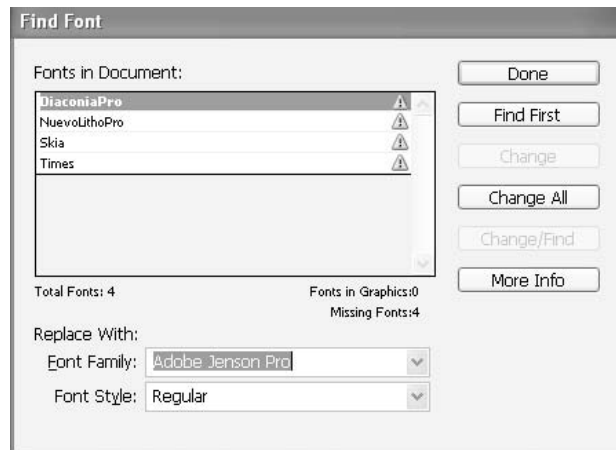 Find Font
Fonts in Document:
DiaconiaPro
NuevoLithoPro
Skia
Times
Total Fonts: 4
Fonts in Graphics:0
Missing Fonts:4
Replace With:
Font Family: Adobe Jenson Pro
Font Style: Regular
Done
Find First
Change
Change All
Change/Find
More Info